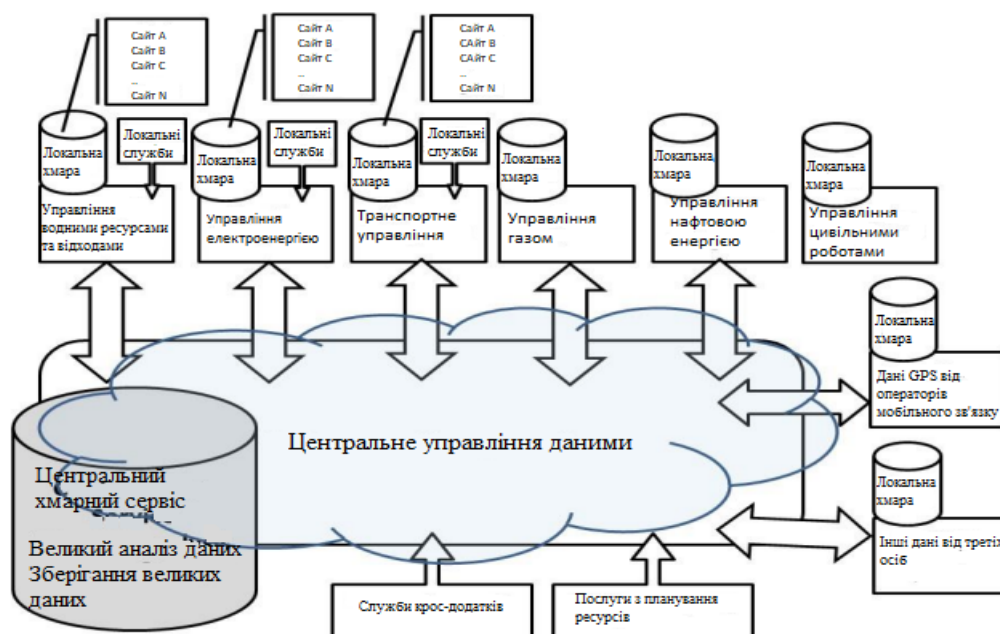 Сайт A
Сайт B
Сайт C
...
Сайт N
Сайт A
Сайт B
Сайт C
...
Сайт N
Сайт A
САйт B
САйт C
...
Сайт N
Локальна
хмара
Локальні
служби
Локальна
хмара
Локальні
служби
Локальна
хмара
Локальні
служби
Локальна
хмара
Локальна
хмара
Локальна
хмара
Управління
водними ресурсами
та відходами
Управління
електроенергією
Транспортне
управління
Управління
газом
Управління
нафтовою
енергією
Управління
цивільними
роботами
Локальна
хмара
Дані GPS від
операторів
мобільного зв'язку
Центральне управління даними
Центральний
хмарний сервіс
Великий аналіз даних
Зберігання великих
даних
Локальна
хмара
Інші дані від третіх
осіб
Служби крос-додатків
Послуги з планування
ресурсів